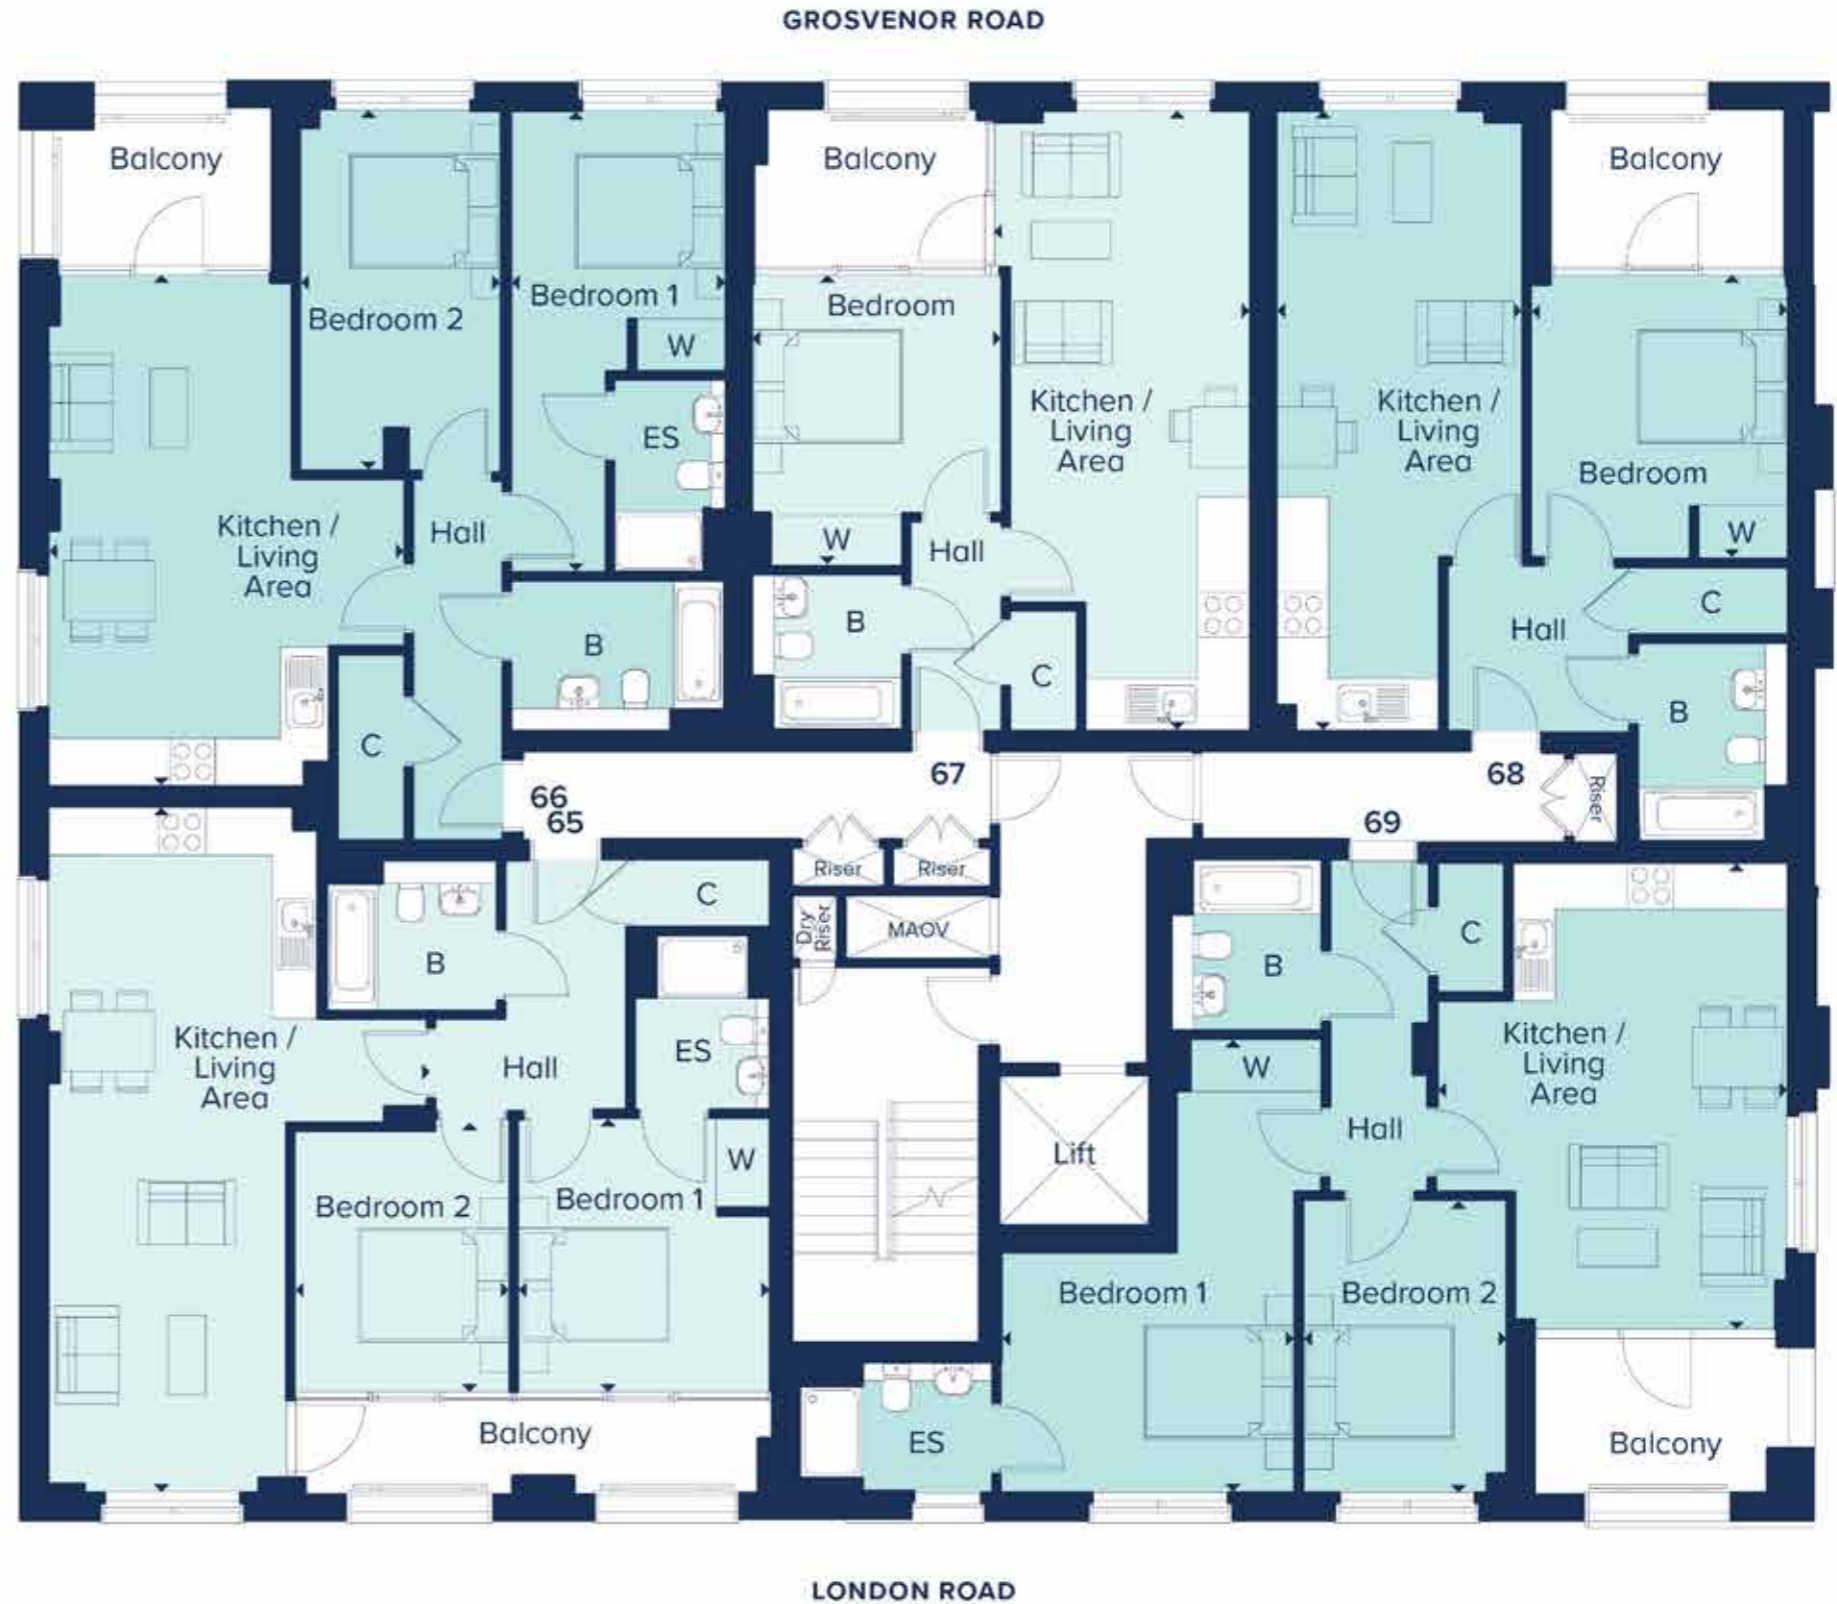 GROSVENOR ROAD
Balcony
Balcony
Balcony
Bedroom 2
Bedroom 1
W
ES
Bedroom
Kitchen /
Living
Area
Kitchen /
Living
Area
Bedroom
W
Kitchen /
Living
Area
Hall
W
Hall
B
C
B
C
Hall
C
B
C
66
65
67
68
69
Riser
Riser
Riser
Dry
Riser
MAOV
C
B
Kitchen /
Living
Area
Hall
ES
W
Bedroom 2
Bedroom 1
Balcony
Lift
ES
B
C
W
Kitchen /
Living
Area
Hall
Bedroom 1
Bedroom 2
Balcony
LONDON ROAD